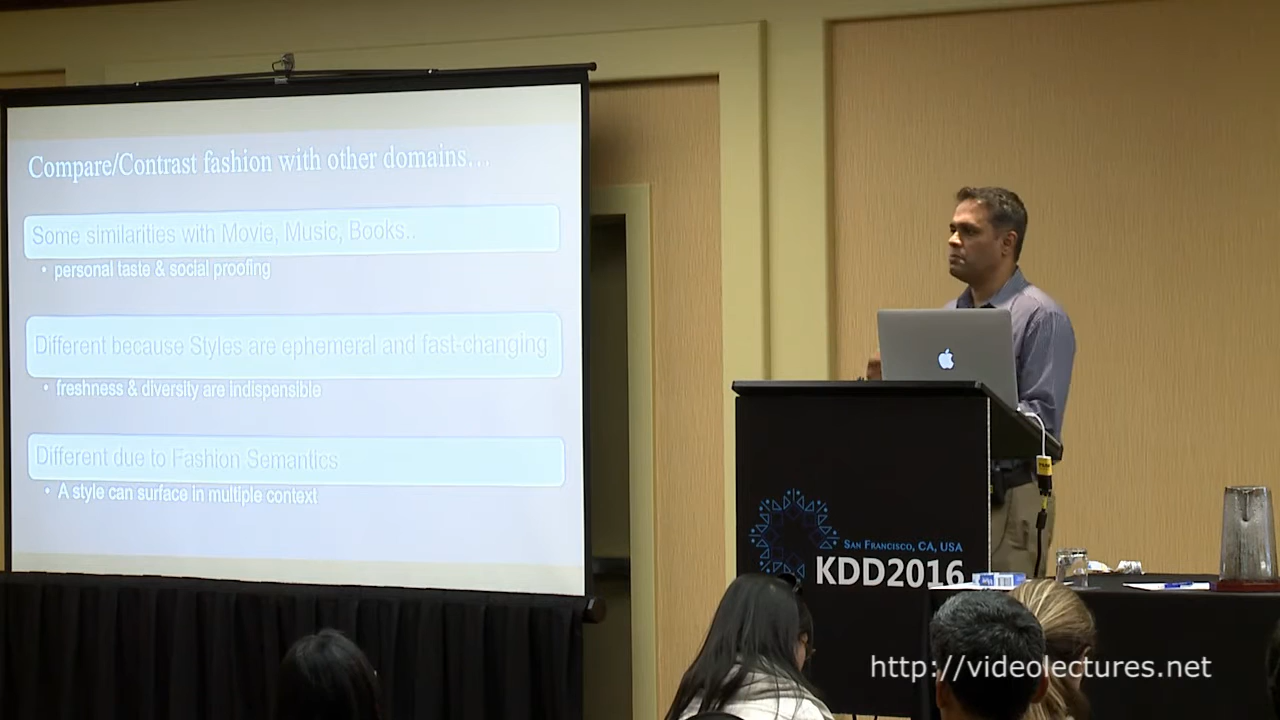 Compare/Contrast fashion with other domains...
Some similarities with Movie, Music, Books..
• personal taste & social proofing
Different because Styles are ephemeral and fast-changing
• freshness & diversity are indispensible
Different due to Fashion Semantics
• A style can surface in multiple context
SAN FRANCISCO, CA, USA
KDD2016
http://videolectures.net